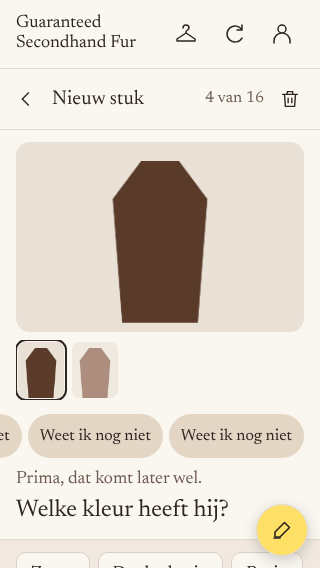 Guaranteed
Secondhand Fur
Nieuw stuk
4 van 16
et
Weet ik nog niet
Weet ik nog niet
Prima, dat komt later wel.
Welke kleur heeft hij?